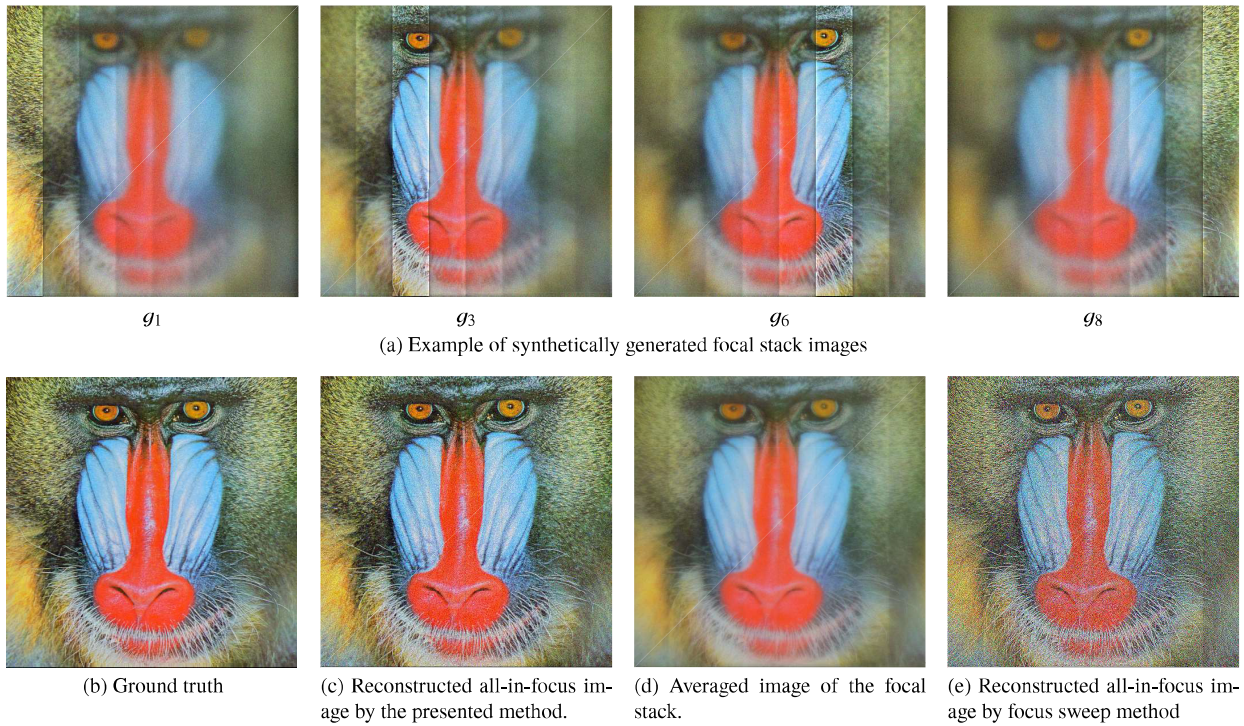 g₁ g₃ g₆ g₈
(a) Example of synthetically generated focal stack images
(b) Ground truth
(c) Reconstructed all-in-focus im-
age by the presented method.
(d) Averaged image of the focal
stack.
(e) Reconstructed all-in-focus im-
age by focus sweep method